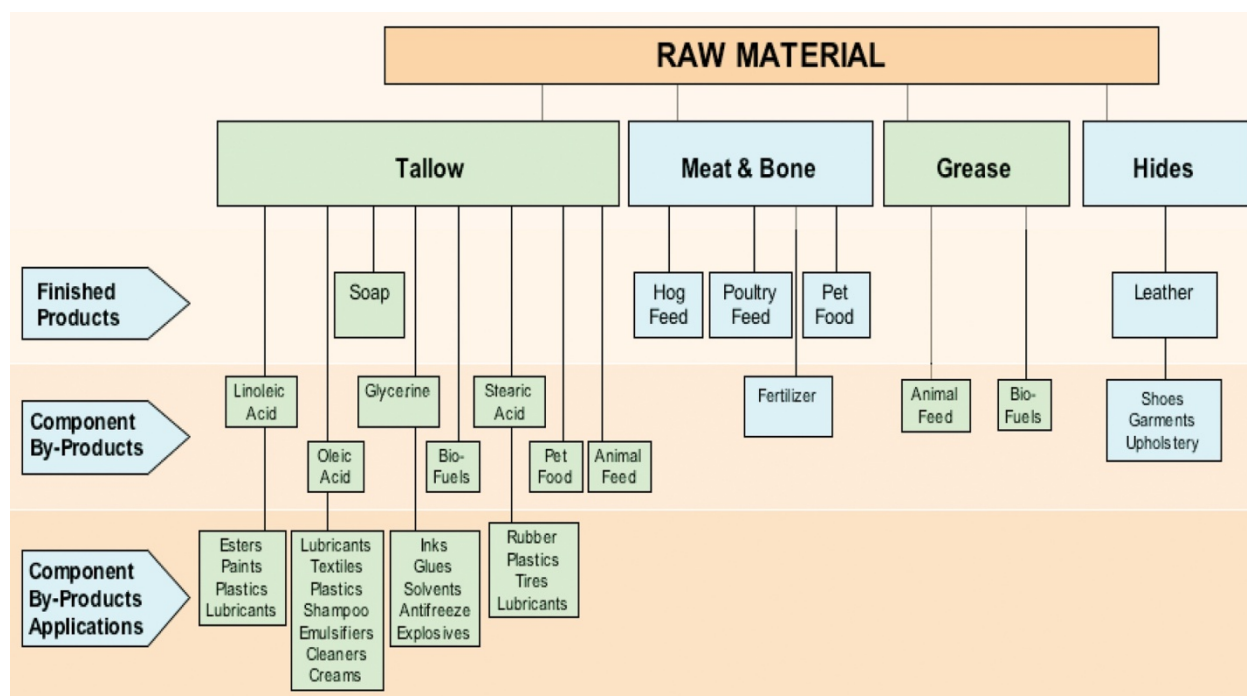 RAW MATERIAL
Tallow
Meat & Bone
Grease
Hides
Finished
Products
Soap
Hog
Feed
Poultry
Feed
Pet
Food
Leather
Component
By-Products
Linoleic
Acid
Oleic
Acid
Glycerine
Bio-
Fuels
Stearic
Acid
Pet
Food
Animal
Feed
Fertilizer
Animal
Feed
Bio-
Fuels
Shoes
Garments
Upholstery
Component
By-Products
Applications
Esters
Paints
Plastics
Lubricants
Lubricants
Textiles
Plastics
Shampoo
Emulsifiers
Cleaners
Creams
Inks
Glues
Solvents
Antifreeze
Explosives
Rubber
Plastics
Tires
Lubricants